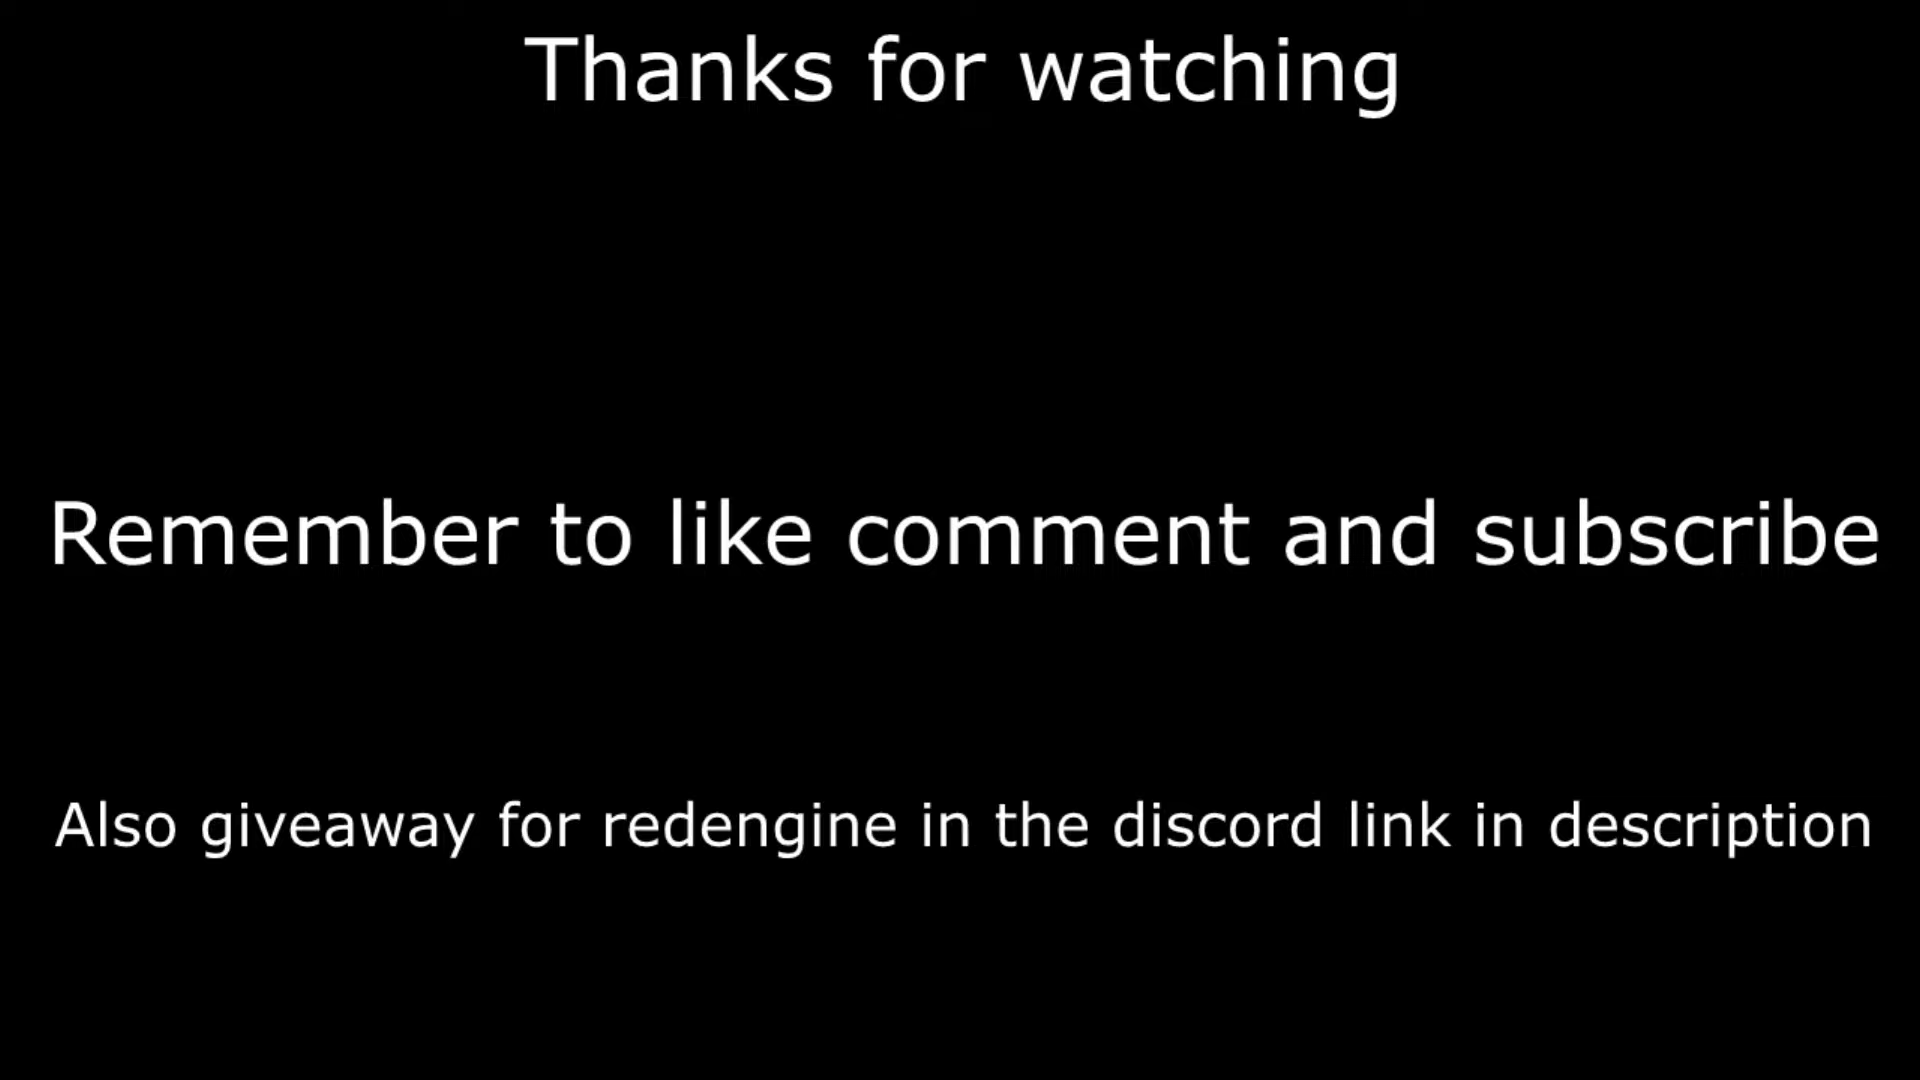 Thanks for watching
Remember to like comment and subscribe
Also giveaway for redengine in the discord link in description